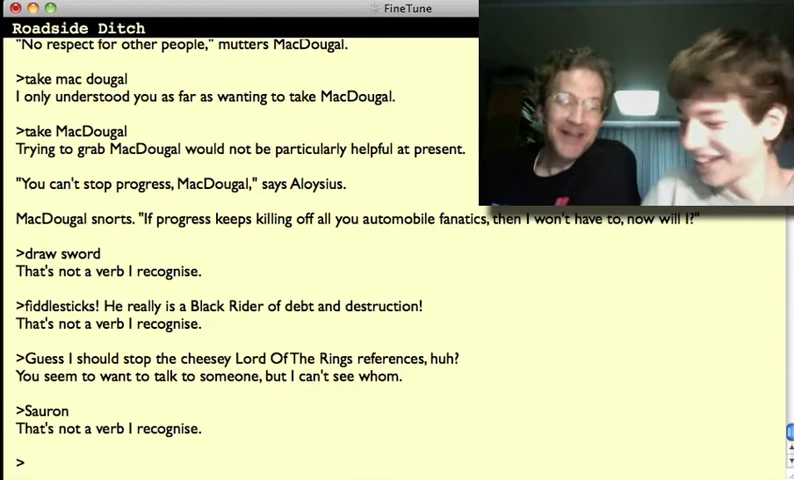 FineTune
Roadside Ditch
"No respect for other people," mutters MacDougal.
>take mac dougal
I only understood you as far as wanting to take MacDougal.
>take MacDougal
Trying to grab MacDougal would not be particularly helpful at present.
"You can't stop progress, MacDougal," says Aloysius.
MacDougal snorts. "If progress keeps killing off all you automobile fanatics, then I won't have to, now will I?"
>draw sword
That's not a verb I recognise.
>fiddlesticks! He really is a Black Rider of debt and destruction!
That's not a verb I recognise.
>Guess I should stop the cheesey Lord Of The Rings references, huh?
You seem to want to talk to someone, but I can't see whom.
>Sauron
That's not a verb I recognise.
>